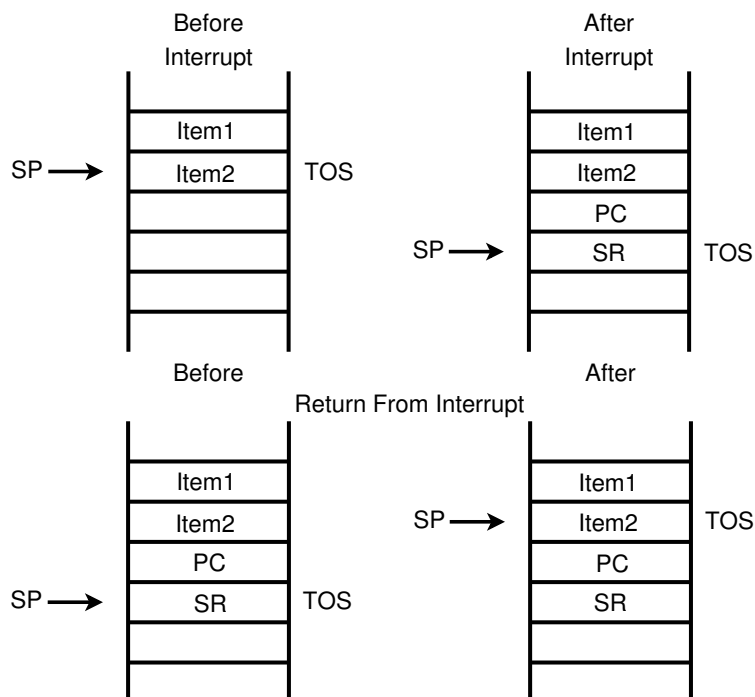 Before
Interrupt
After
Interrupt
Item1
Item1
SP
Item2
TOS
Item2
PC
SP
SR
TOS
Before
After
Return From Interrupt
Item1
Item1
Item2
SP
Item2
TOS
PC
PC
SP
SR
TOS
SR